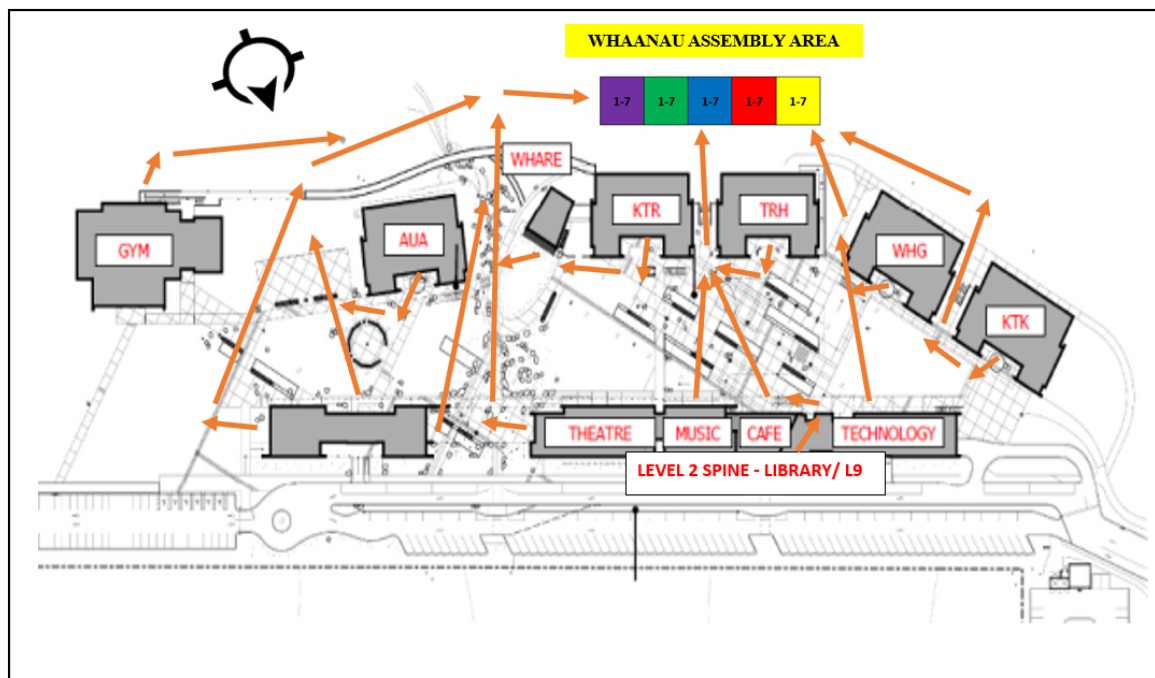 WHAANAU ASSEMBLY AREA
1-7 1-7 1-7 1-7 1-7
WHARE
KTR
TRH
GYM
AUA
WHG
KTK
THEATRE
MUSIC
CAFE
TECHNOLOGY
LEVEL 2 SPINE - LIBRARY/ L9